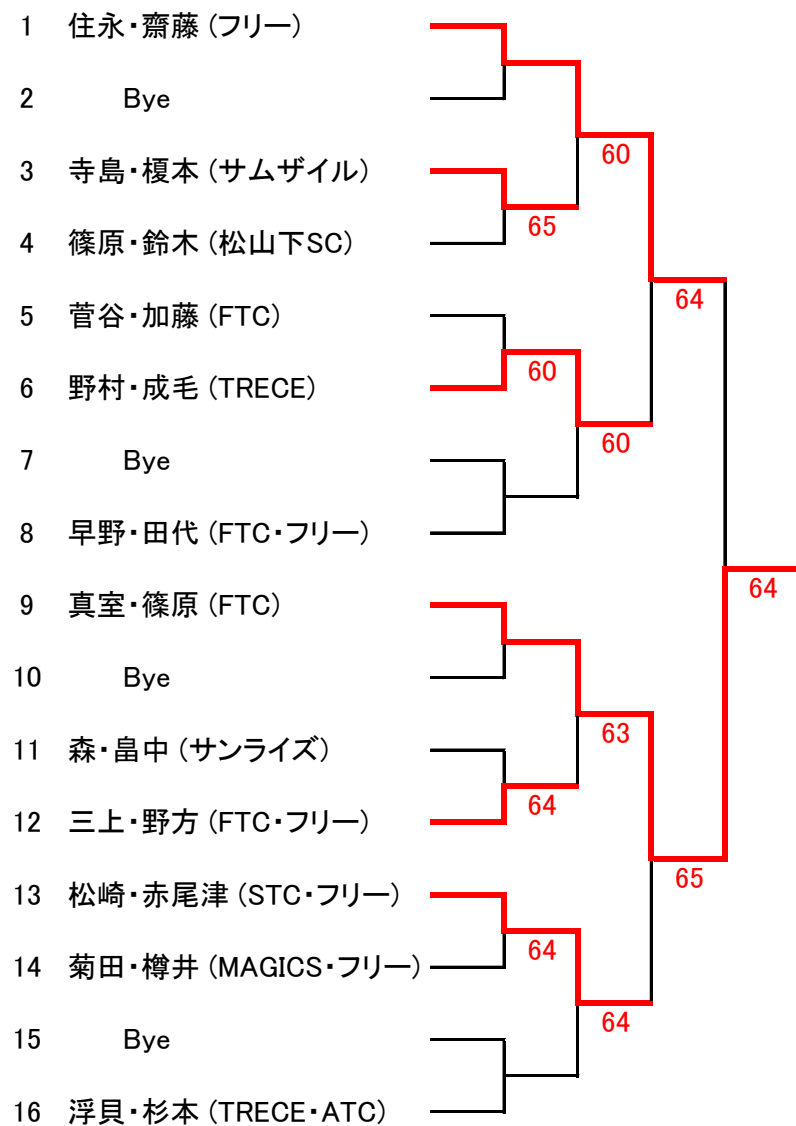 1 住永・齋藤 (フリー)
2 Bye
60
3 寺島・榎本 (サムザイル)
65
4 篠原・鈴木 (松山下SC)
64
5 菅谷・加藤 (FTC)
60
6 野村・成毛 (TRECE)
60
7 Bye
8 早野・田代 (FTC・フリー)
64
9 真室・篠原 (FTC)
10 Bye
63
11 森・畠中 (サンライズ)
64
12 三上・野方 (FTC・フリー)
65
13 松崎・赤尾津 (STC・フリー)
64
14 菊田・樽井 (MAGICS・フリー)
64
15 Bye
16 浮貝・杉本 (TRECE・ATC)